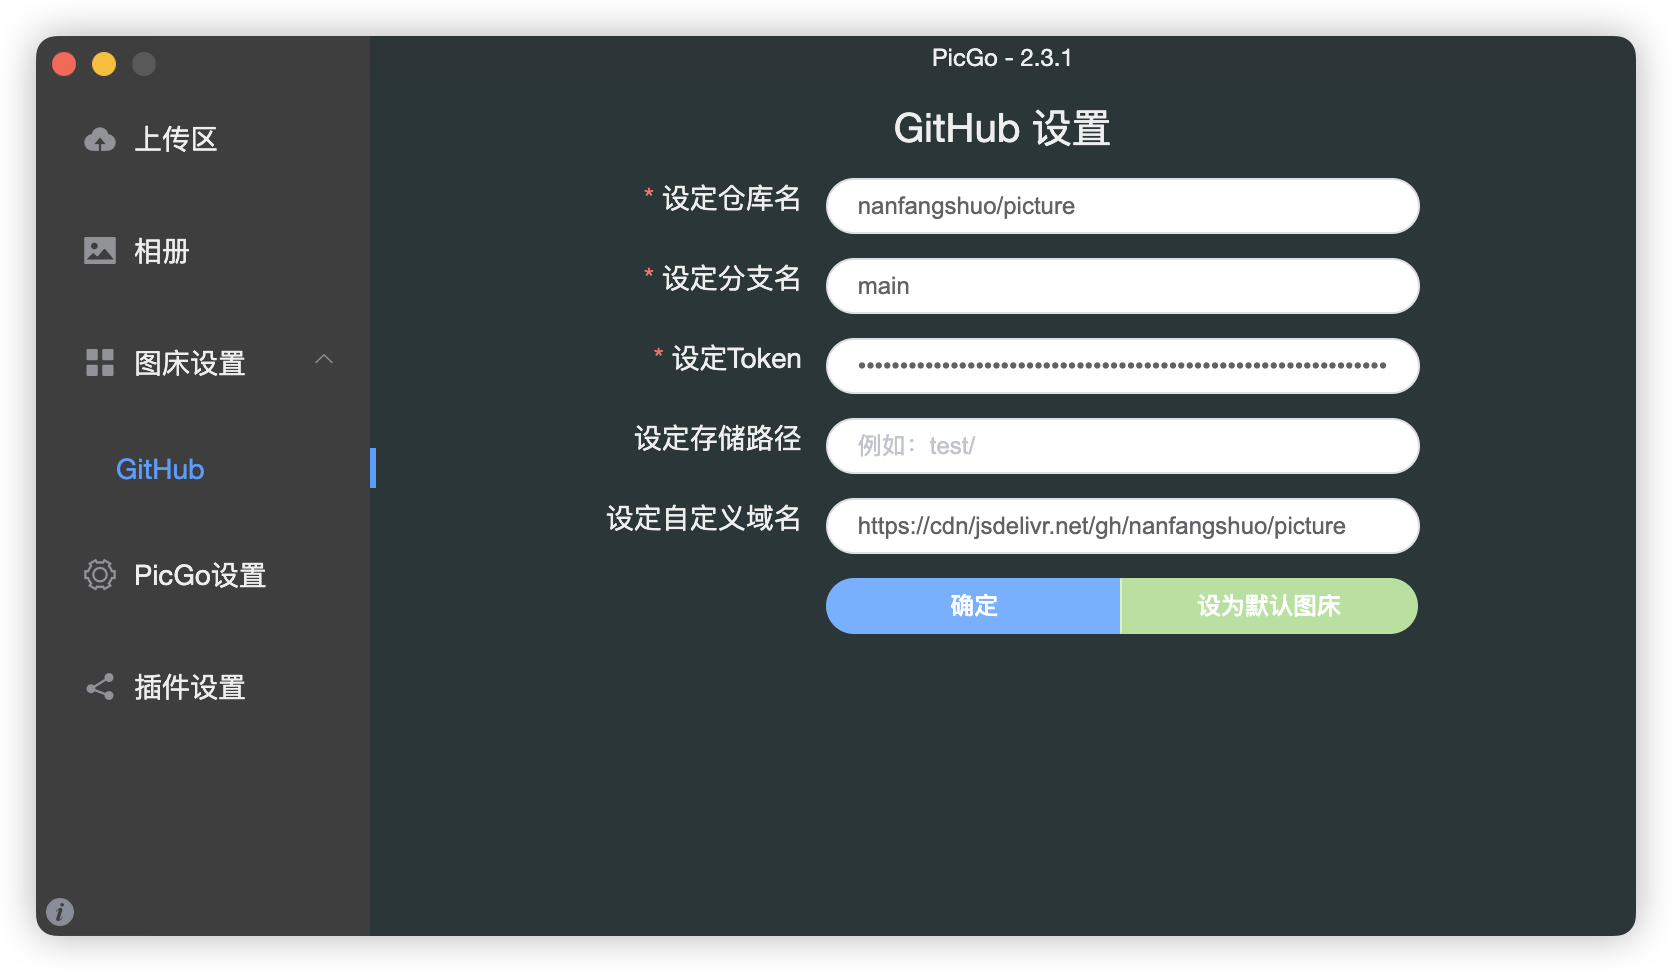 PicGo - 2.3.1
上传区
相册
图床设置
GitHub
PicGo设置
插件设置
GitHub 设置
* 设定仓库名
nanfangshuo/picture
* 设定分支名
main
* 设定Token
••••••••••••••••••••••••••••••••••••••••••••••••••••••••••••••
设定存储路径
例如：test/
设定自定义域名
https://cdn/jsdelivr.net/gh/nanfangshuo/picture
确定
设为默认图床